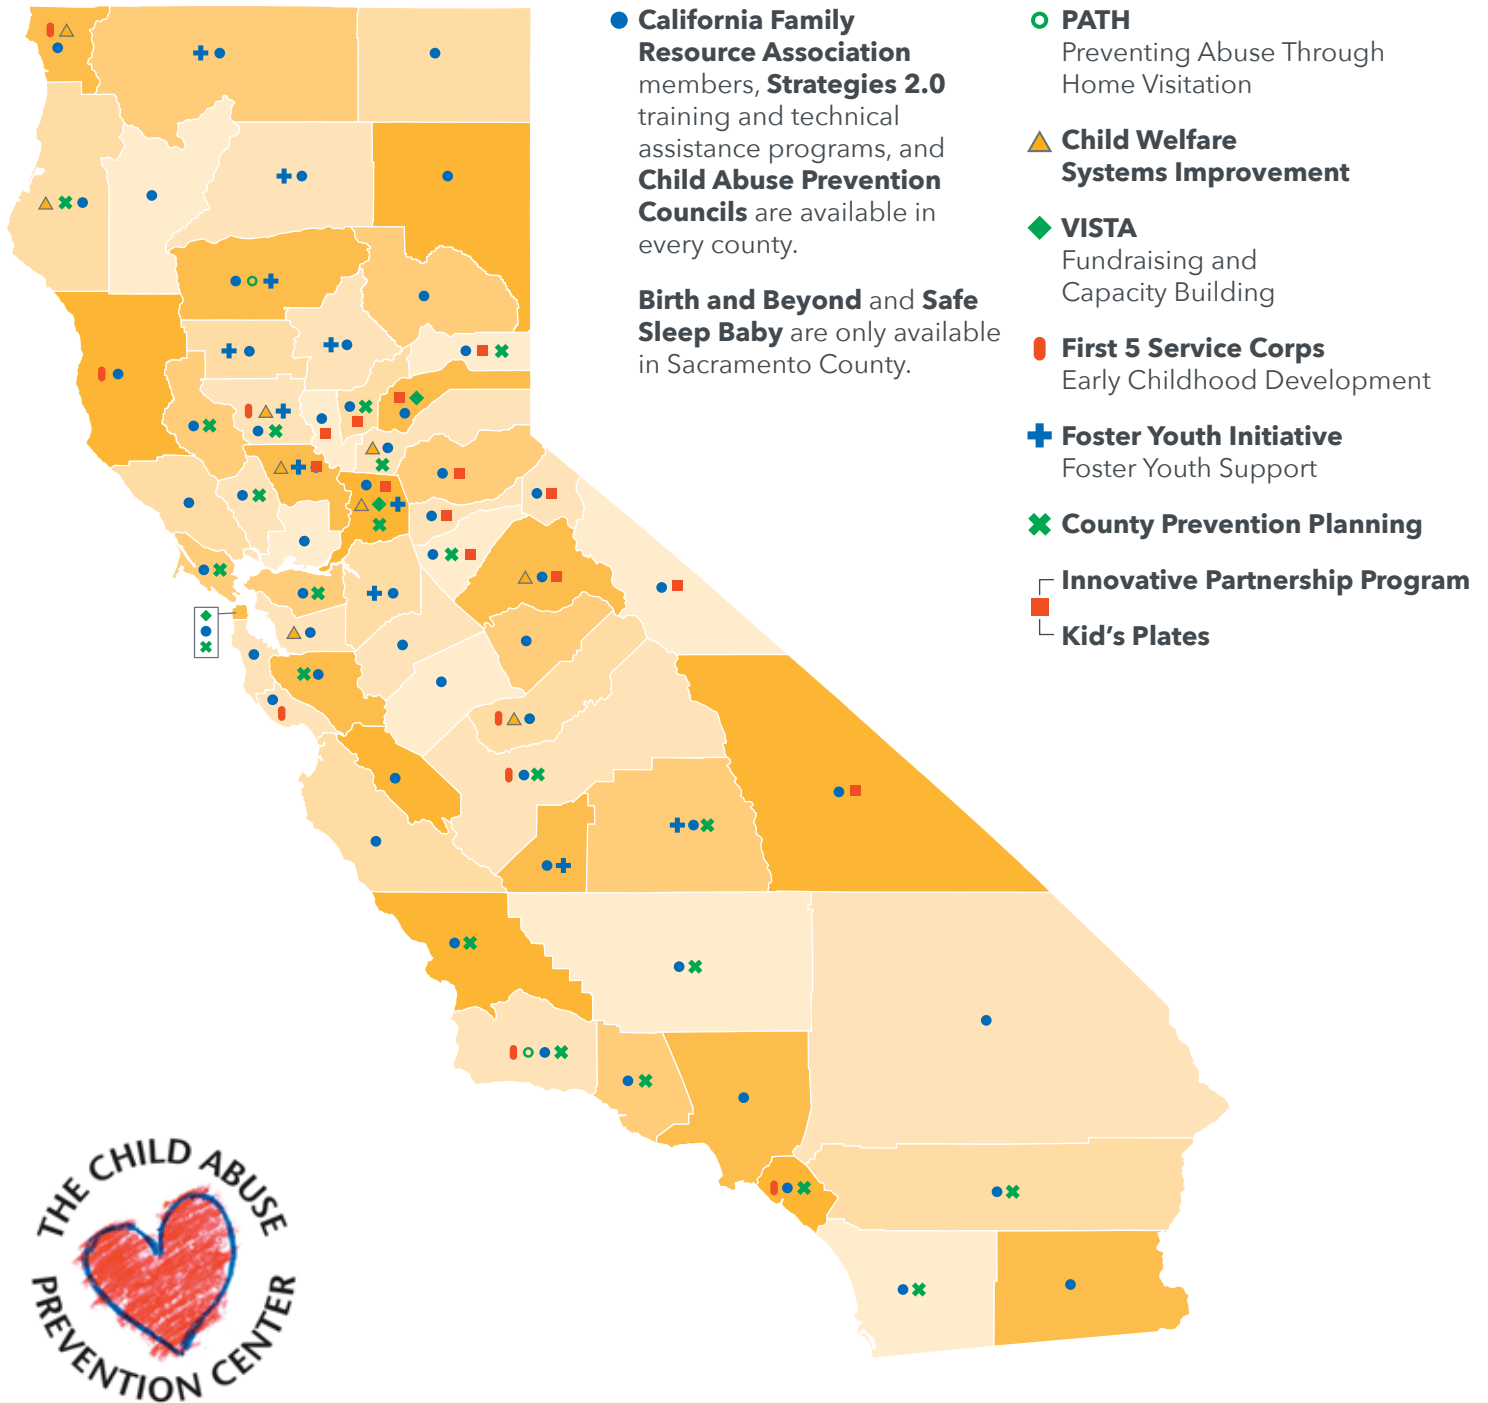 California Family
Resource Association
members, Strategies 2.0
training and technical
assistance programs, and
Child Abuse Prevention
Councils are available in
every county.
Birth and Beyond and Safe
Sleep Baby are only available
in Sacramento County.
PATH
Preventing Abuse Through
Home Visitation
Child Welfare
Systems Improvement
VISTA
Fundraising and
Capacity Building
First 5 Service Corps
Early Childhood Development
Foster Youth Initiative
Foster Youth Support
County Prevention Planning
Innovative Partnership Program
Kid's Plates
THE CHILD ABUSE
PREVENTION CENTER